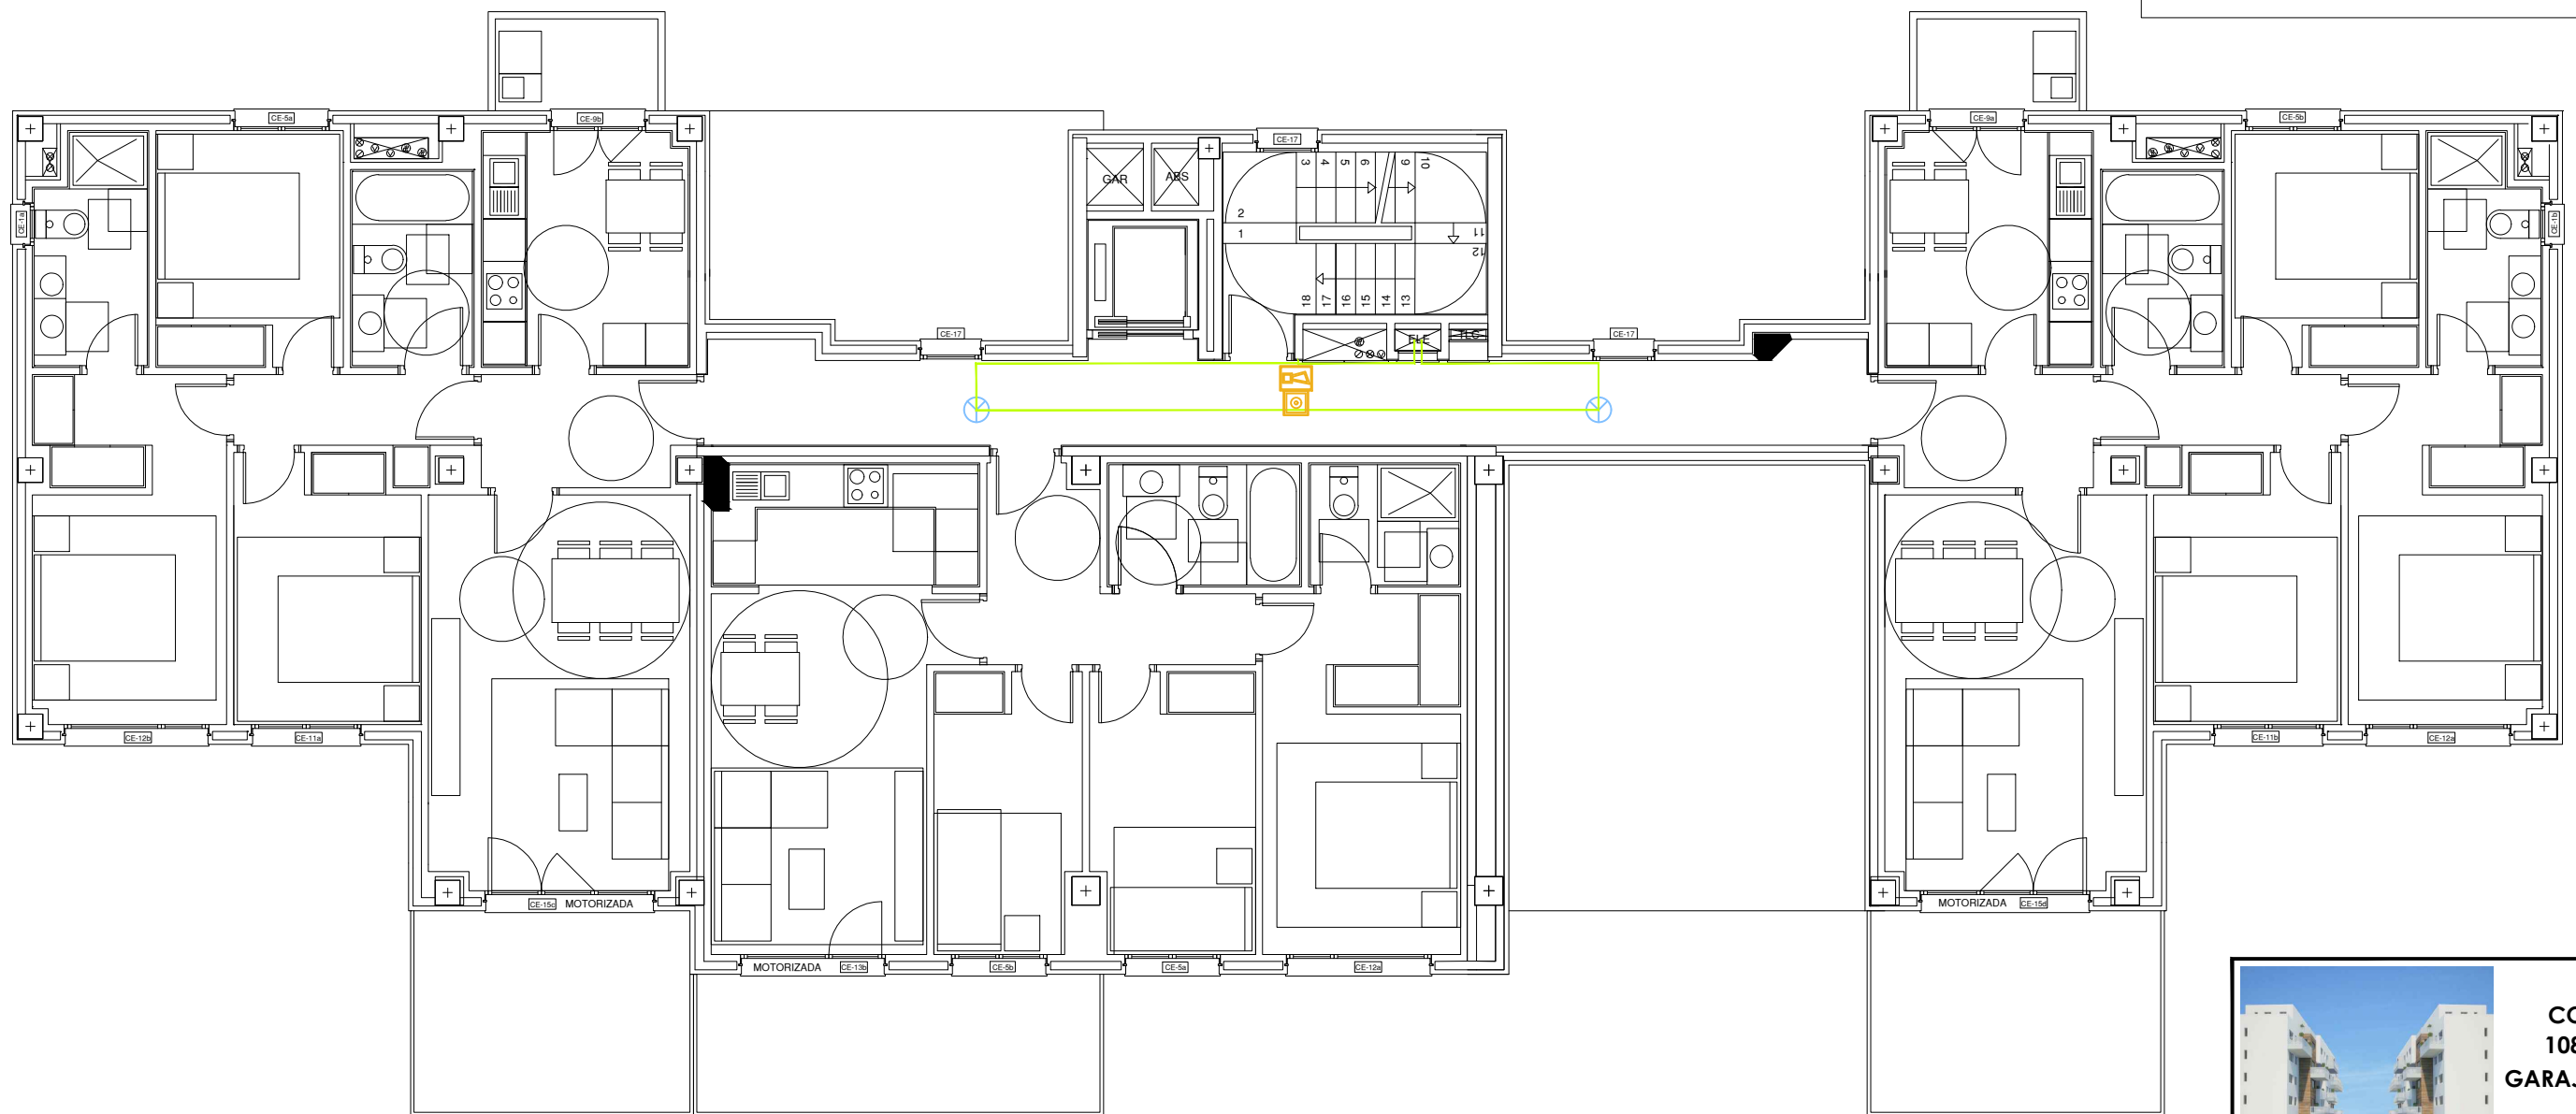 CE-5a
CE-9b
CE-17
CE-9a
CE-5b
GAR
ABS
3
4
5
6
9
10
2
1
11
12
18
17
16
15
14
13
CE-1a
CE-1b
CE-17
ELE
TLC
CE-17
CE-12b
CE-11a
CE-11b
CE-12a
CE-15c MOTORIZADA
MOTORIZADA CE-15d
MOTORIZADA CE-13b
CE-5b
CE-5a
CE-12a
CO
108
GARAJ